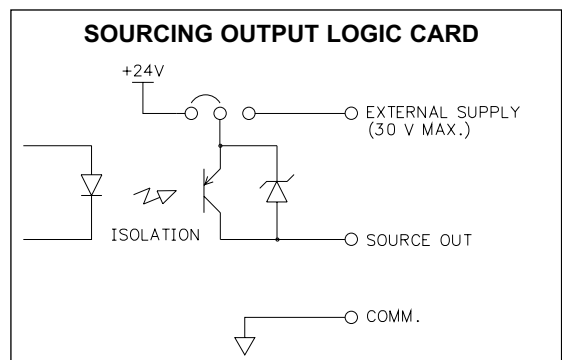 SOURCING OUTPUT LOGIC CARD
+24V
EXTERNAL SUPPLY
(30 V MAX.)
ISOLATION
SOURCE OUT
COMM.